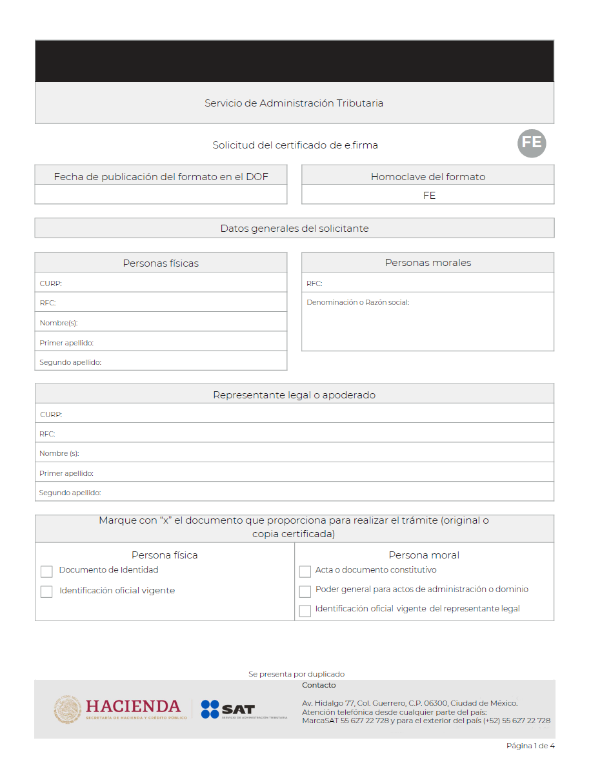 Servicio de Administración Tributaria
Solicitud del certificado de e.firma
FE
Fecha de publicación del formato en el DOF
Homoclave del formato
FE
Datos generales del solicitante
Personas físicas
CURP:
RFC:
Nombre(s):
Primer apellido:
Segundo apellido:
Personas morales
RFC:
Denominación o Razón social:
Representante legal o apoderado
CURP:
RFC:
Nombre (s):
Primer apellido:
Segundo apellido:
Marque con “x” el documento que proporciona para realizar el trámite (original o
copia certificada)
Persona física
Documento de Identidad
Identificación oficial vigente
Persona moral
Acta o documento constitutivo
Poder general para actos de administración o dominio
Identificación oficial vigente del representante legal
Se presenta por duplicado
Contacto
HACIENDA
SECRETARÍA DE HACIENDA Y CRÉDITO PÚBLICO
SAT
SERVICIO DE ADMINISTRACIÓN TRIBUTARIA
Av. Hidalgo 77, Col. Guerrero, C.P. 06300, Ciudad de México.
Atención telefónica desde cualquier parte del país:
MarcaSAT 55 627 22 728 y para el exterior del país (+52) 55 627 22 728
Página 1 de 4